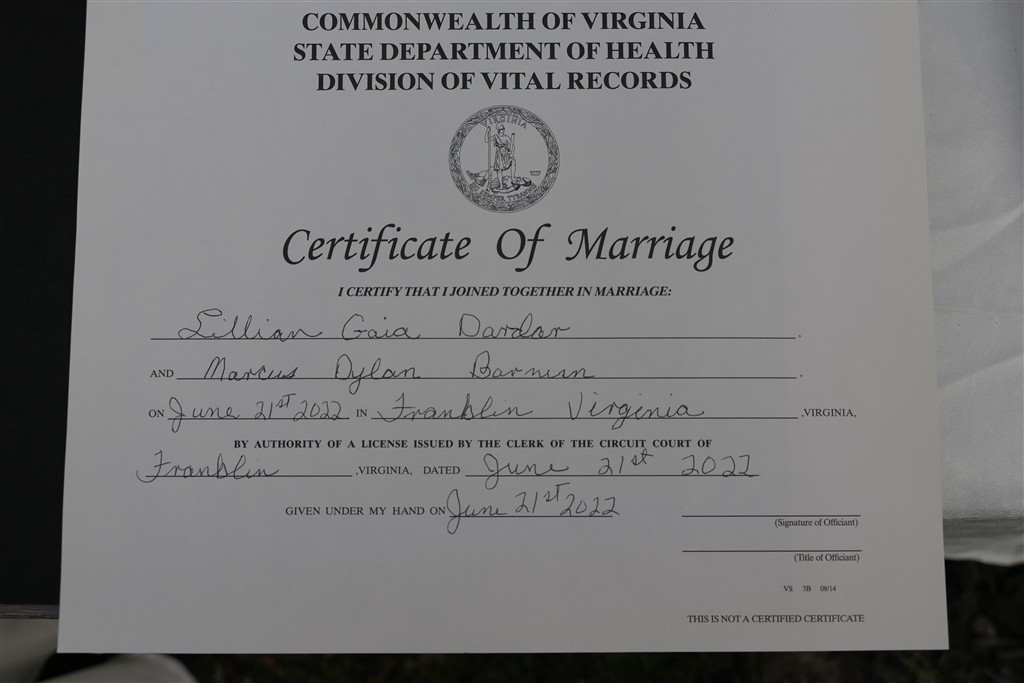 COMMONWEALTH OF VIRGINIA
STATE DEPARTMENT OF HEALTH
DIVISION OF VITAL RECORDS
VIRGINIA
Certificate Of Marriage
I CERTIFY THAT I JOINED TOGETHER IN MARRIAGE:
Lillian Gaia Dardar.
AND Marcus Dylan Barnum.
ON June 21st 2022 IN Franklin Virginia ,VIRGINIA,
BY AUTHORITY OF A LICENSE ISSUED BY THE CLERK OF THE CIRCUIT COURT OF
Franklin ,VIRGINIA, DATED June 21st 2022
GIVEN UNDER MY HAND ON June 21st 2022
(Signature of Officiant)
(Title of Officiant)
VS 3B 08/14
THIS IS NOT A CERTIFIED CERTIFICATE